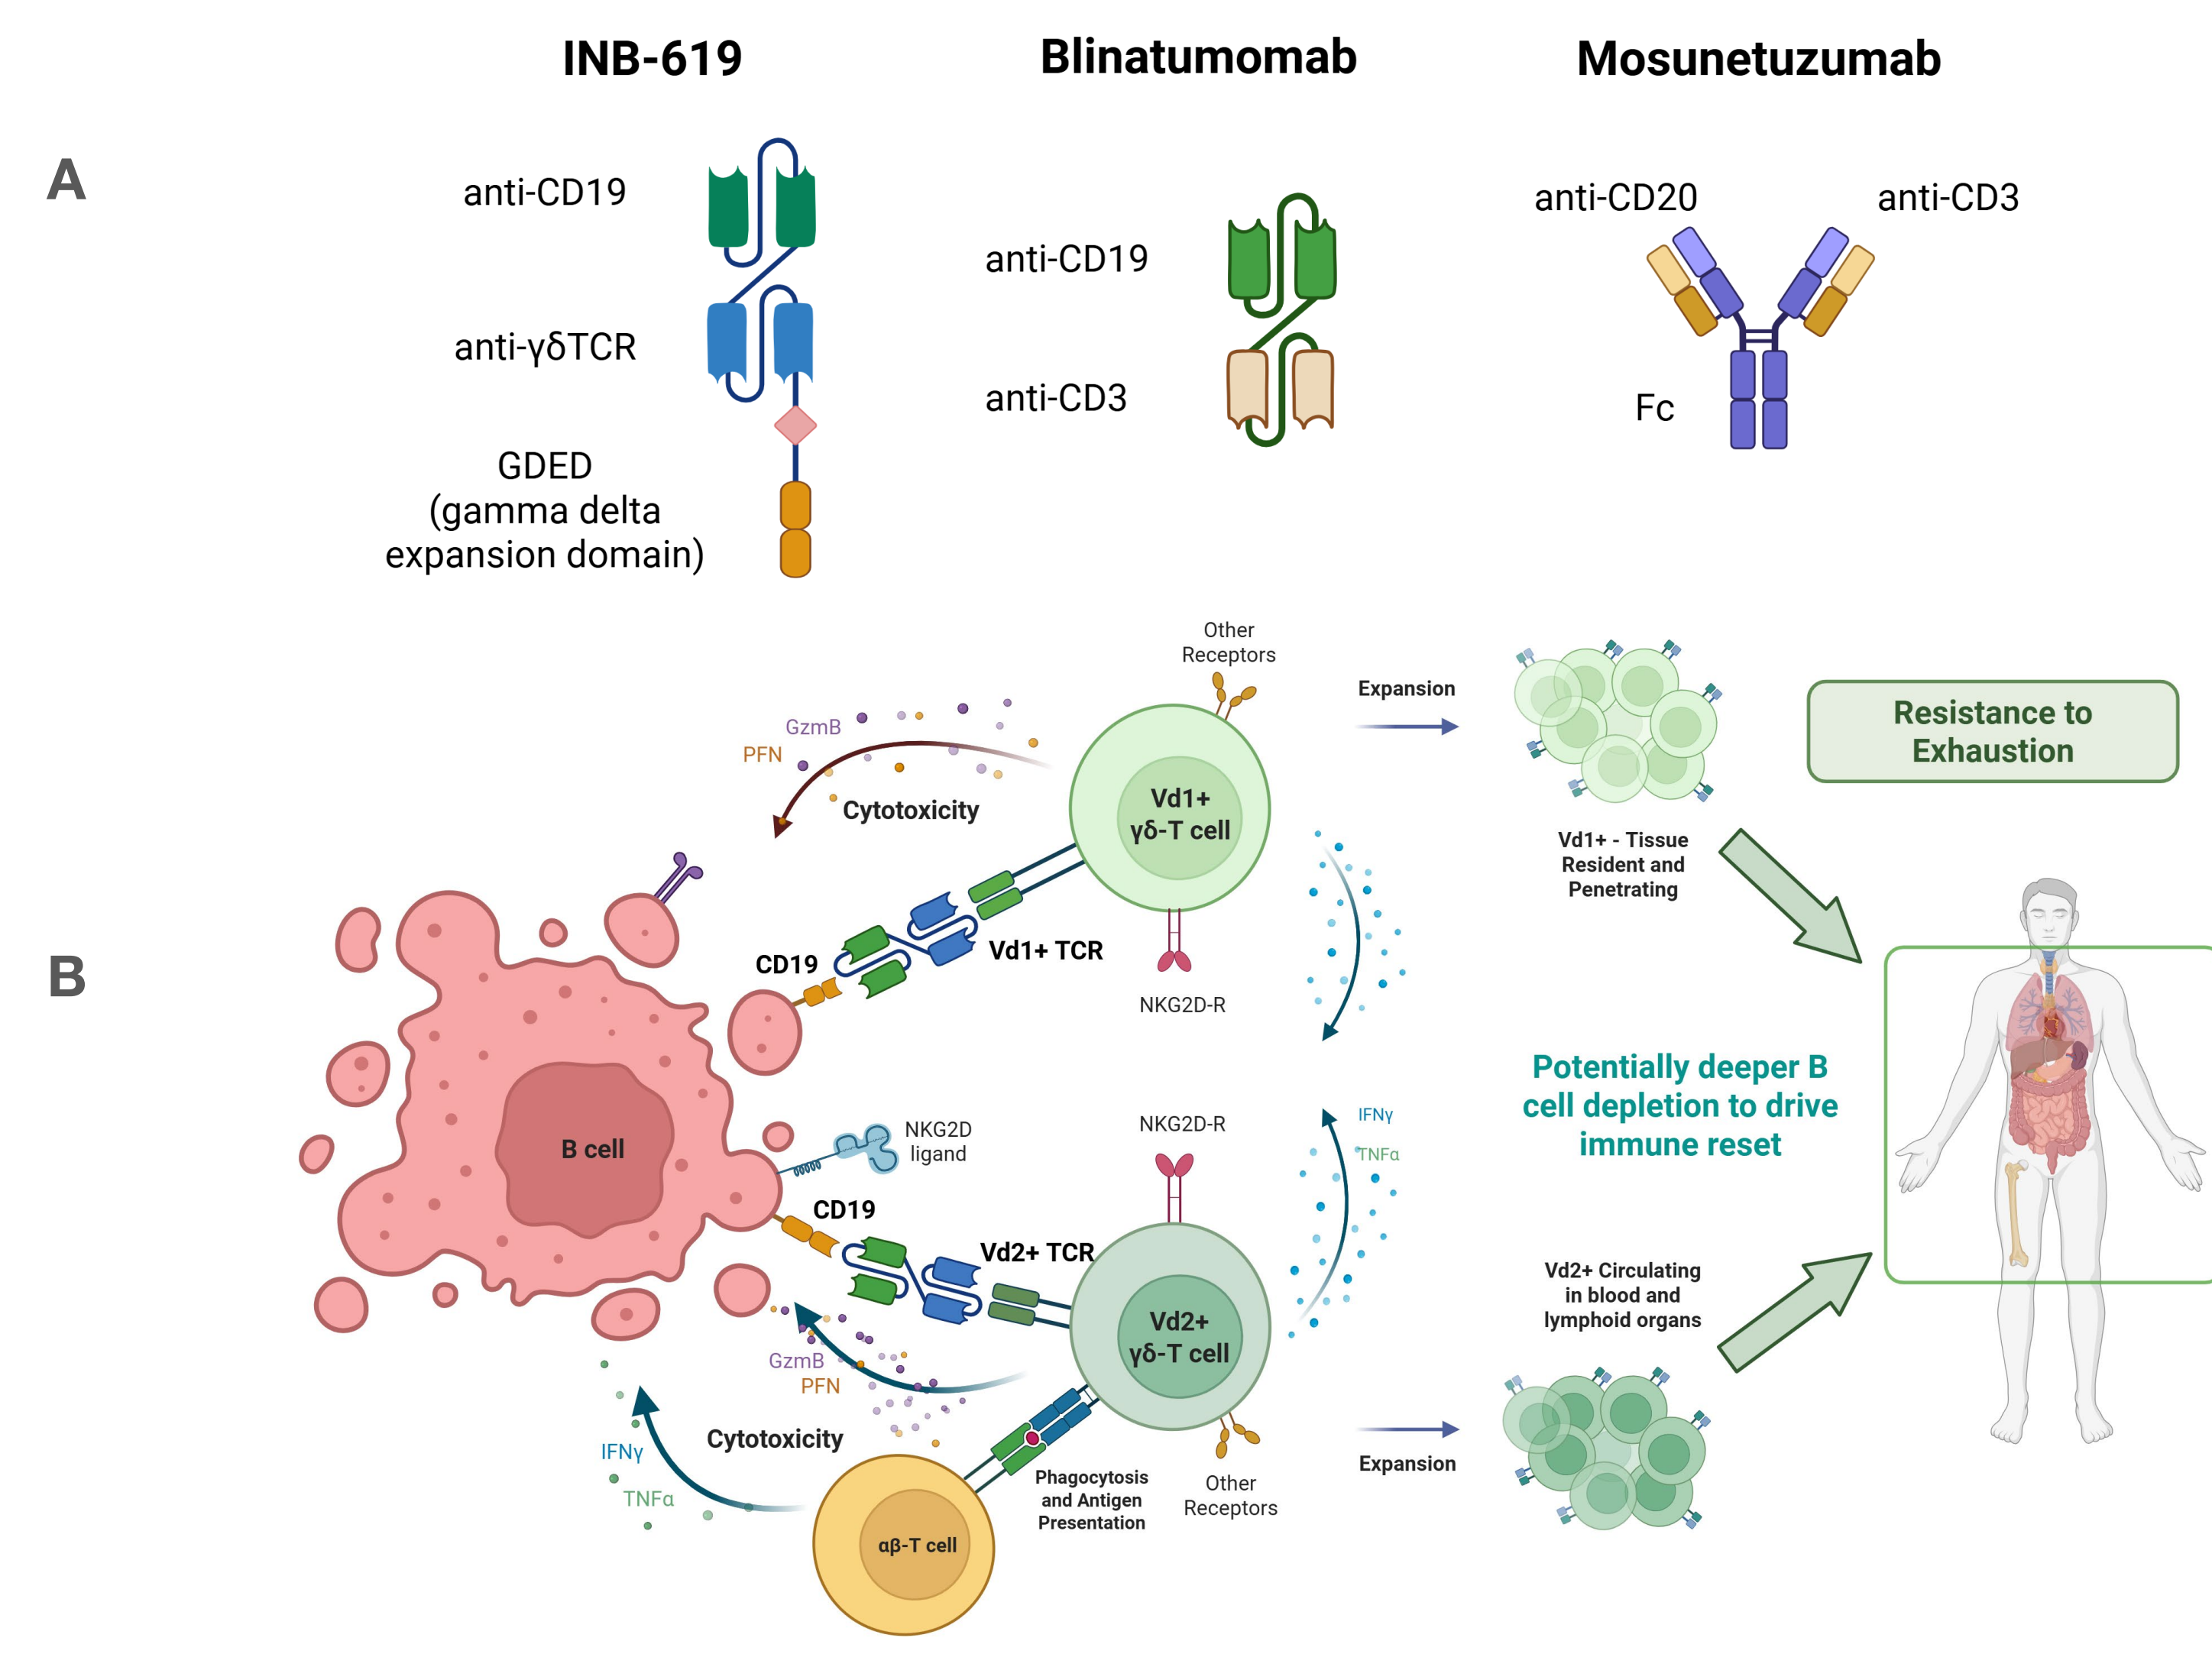 INB-619
Blinatumomab
Mosunetuzumab
A
anti-CD19
anti-γδTCR
GDED
(gamma delta
expansion domain)
anti-CD19
anti-CD3
anti-CD20
anti-CD3
Fc
B
Other
Receptors
GzmB
PFN
Cytotoxicity
Vd1+
γδ-T cell
Expansion
Resistance to
Exhaustion
Vd1+ - Tissue
Resident and
Penetrating
CD19
Vd1+ TCR
NKG2D-R
B cell
NKG2D
ligand
NKG2D-R
IFNγ
TNFα
Potentially deeper B
cell depletion to drive
immune reset
CD19
Vd2+ TCR
Vd2+
γδ-T cell
Vd2+ Circulating
in blood and
lymphoid organs
GzmB
PFN
Cytotoxicity
IFNγ
TNFα
Phagocytosis
and Antigen
Presentation
Other
Receptors
Expansion
αβ-T cell